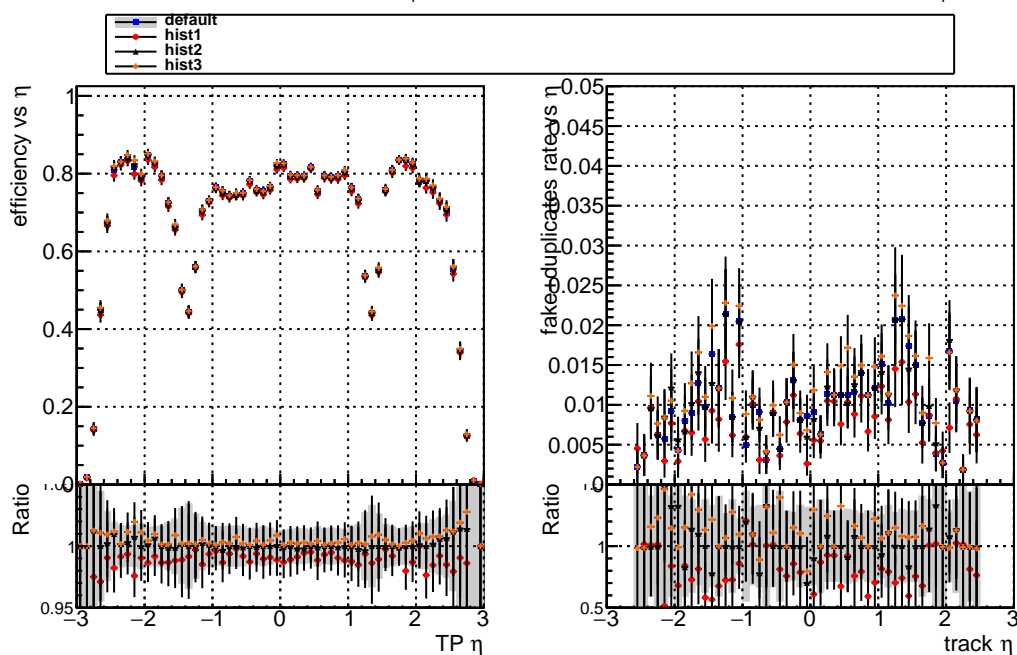 default
hist1
hist2
hist3
efficiency vs η
1
0.8
0.6
0.4
0.2
0
Ratio
1
0.95
−3 −2 −1 0 1 2 3
TP η
fake+duplicates rate vs η
0.05
0.045
0.04
0.035
0.03
0.025
0.02
0.015
0.01
0.005
0
Ratio
1
0.5
−3 −2 −1 0 1 2 3
track η